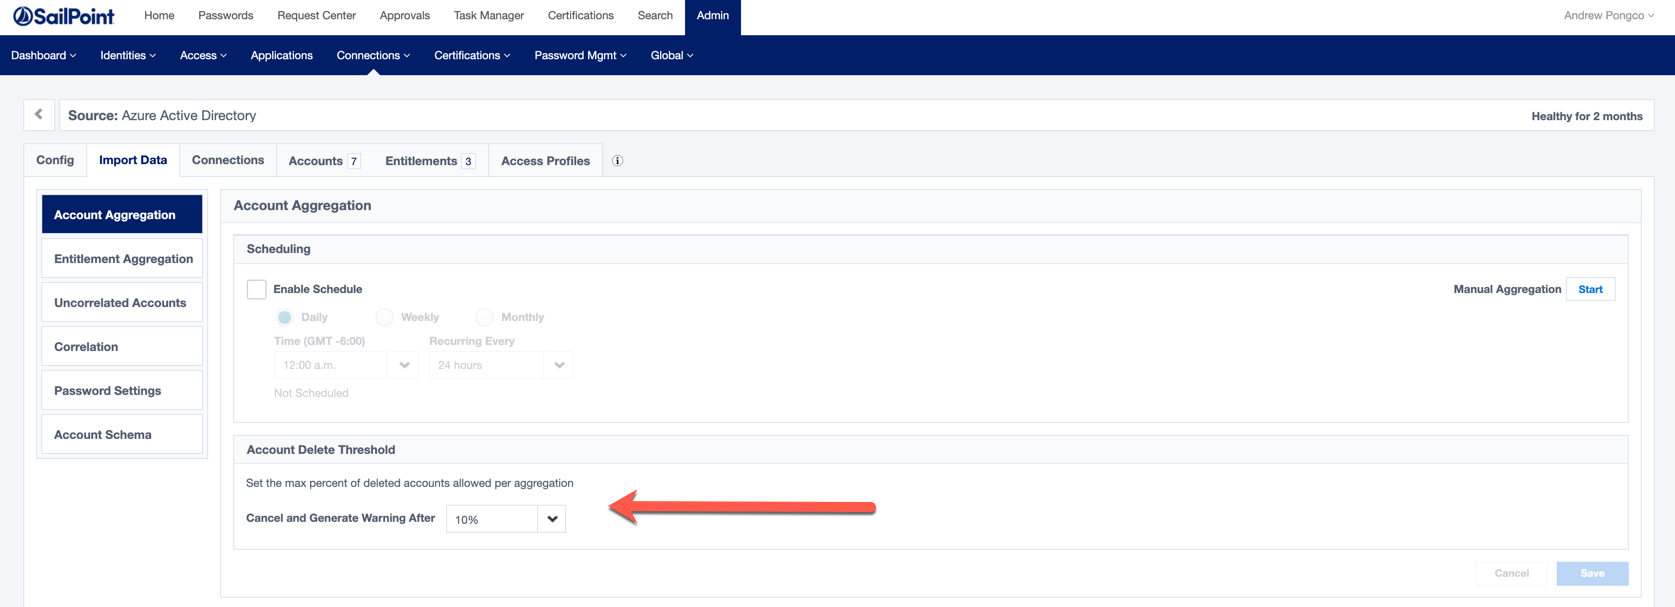 SailPoint Home Passwords Request Center Approvals Task Manager Certifications Search Admin Andrew Pongco
Dashboard Identities Access Applications Connections Certifications Password Mgmt Global
Source: Azure Active Directory Healthy for 2 months
Config Import Data Connections Accounts 7 Entitlements 3 Access Profiles i
Account Aggregation
Entitlement Aggregation
Uncorrelated Accounts
Correlation
Password Settings
Account Schema
Account Aggregation
Scheduling
Enable Schedule Manual Aggregation Start
Daily Weekly Monthly
Time (GMT -6:00) Recurring Every
12:00 a.m. 24 hours
Not Scheduled
Account Delete Threshold
Set the max percent of deleted accounts allowed per aggregation
Cancel and Generate Warning After 10%
Cancel Save